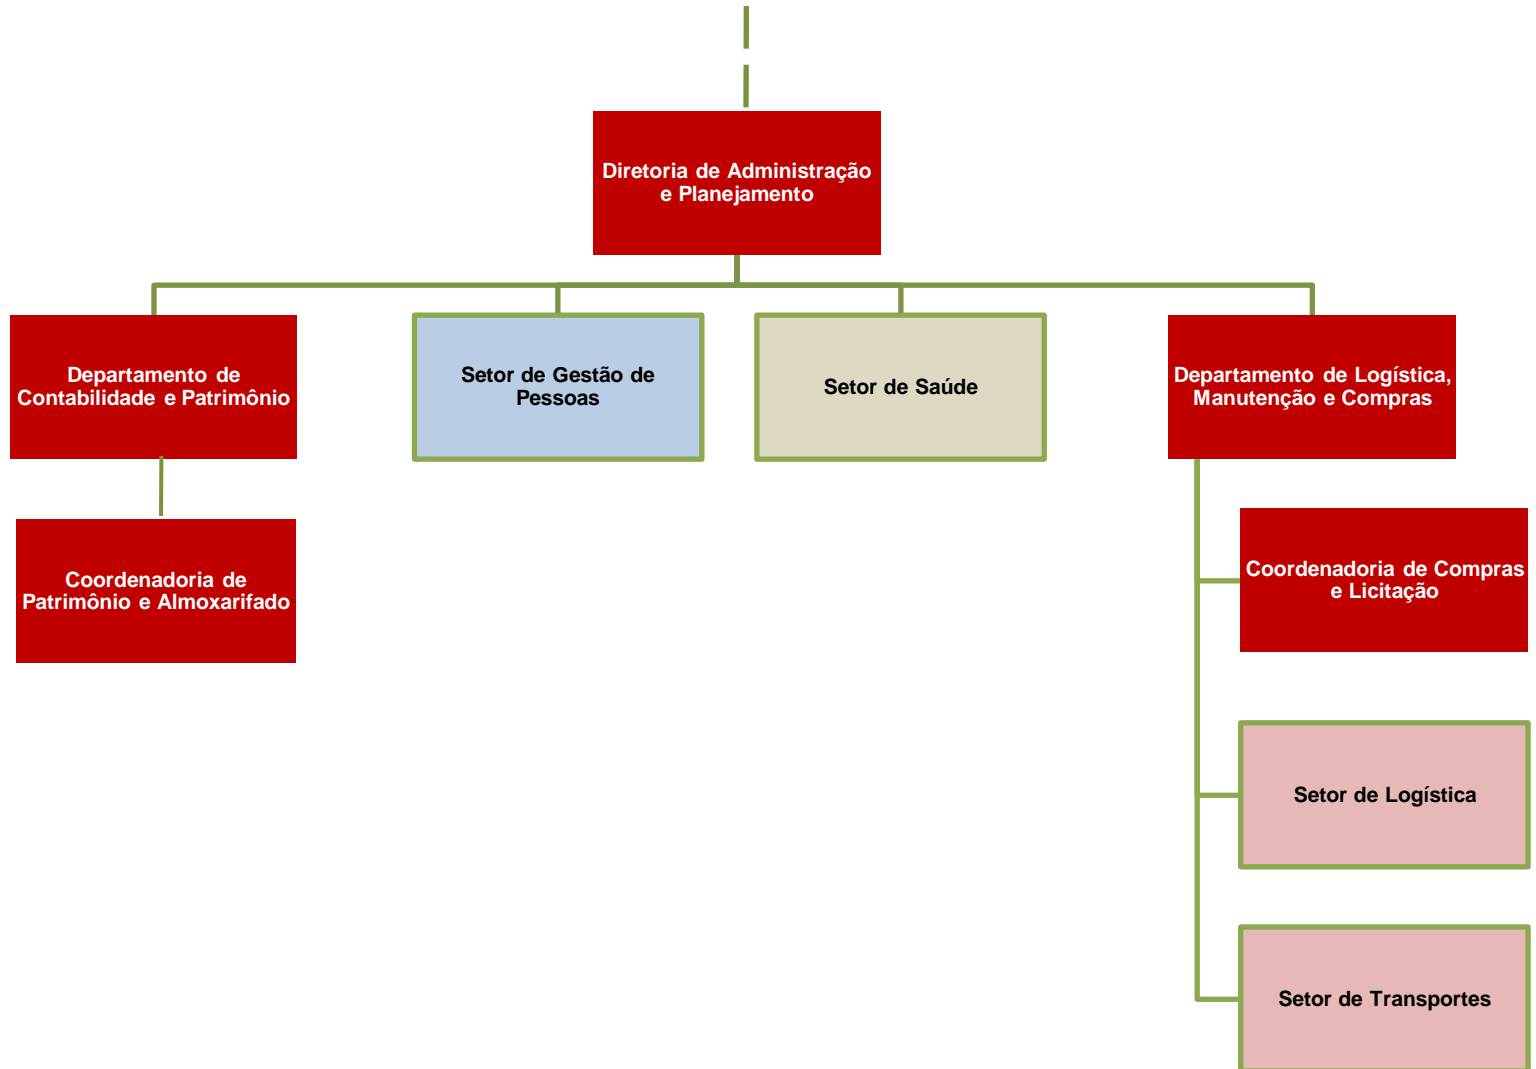 Diretoria de Administração
e Planejamento
Departamento de
Contabilidade e Patrimônio
Setor de Gestão de
Pessoas
Setor de Saúde
Departamento de Logística,
Manutenção e Compras
Coordenadoria de
Patrimônio e Almoxarifado
Coordenadoria de Compras
e Licitação
Setor de Logística
Setor de Transportes